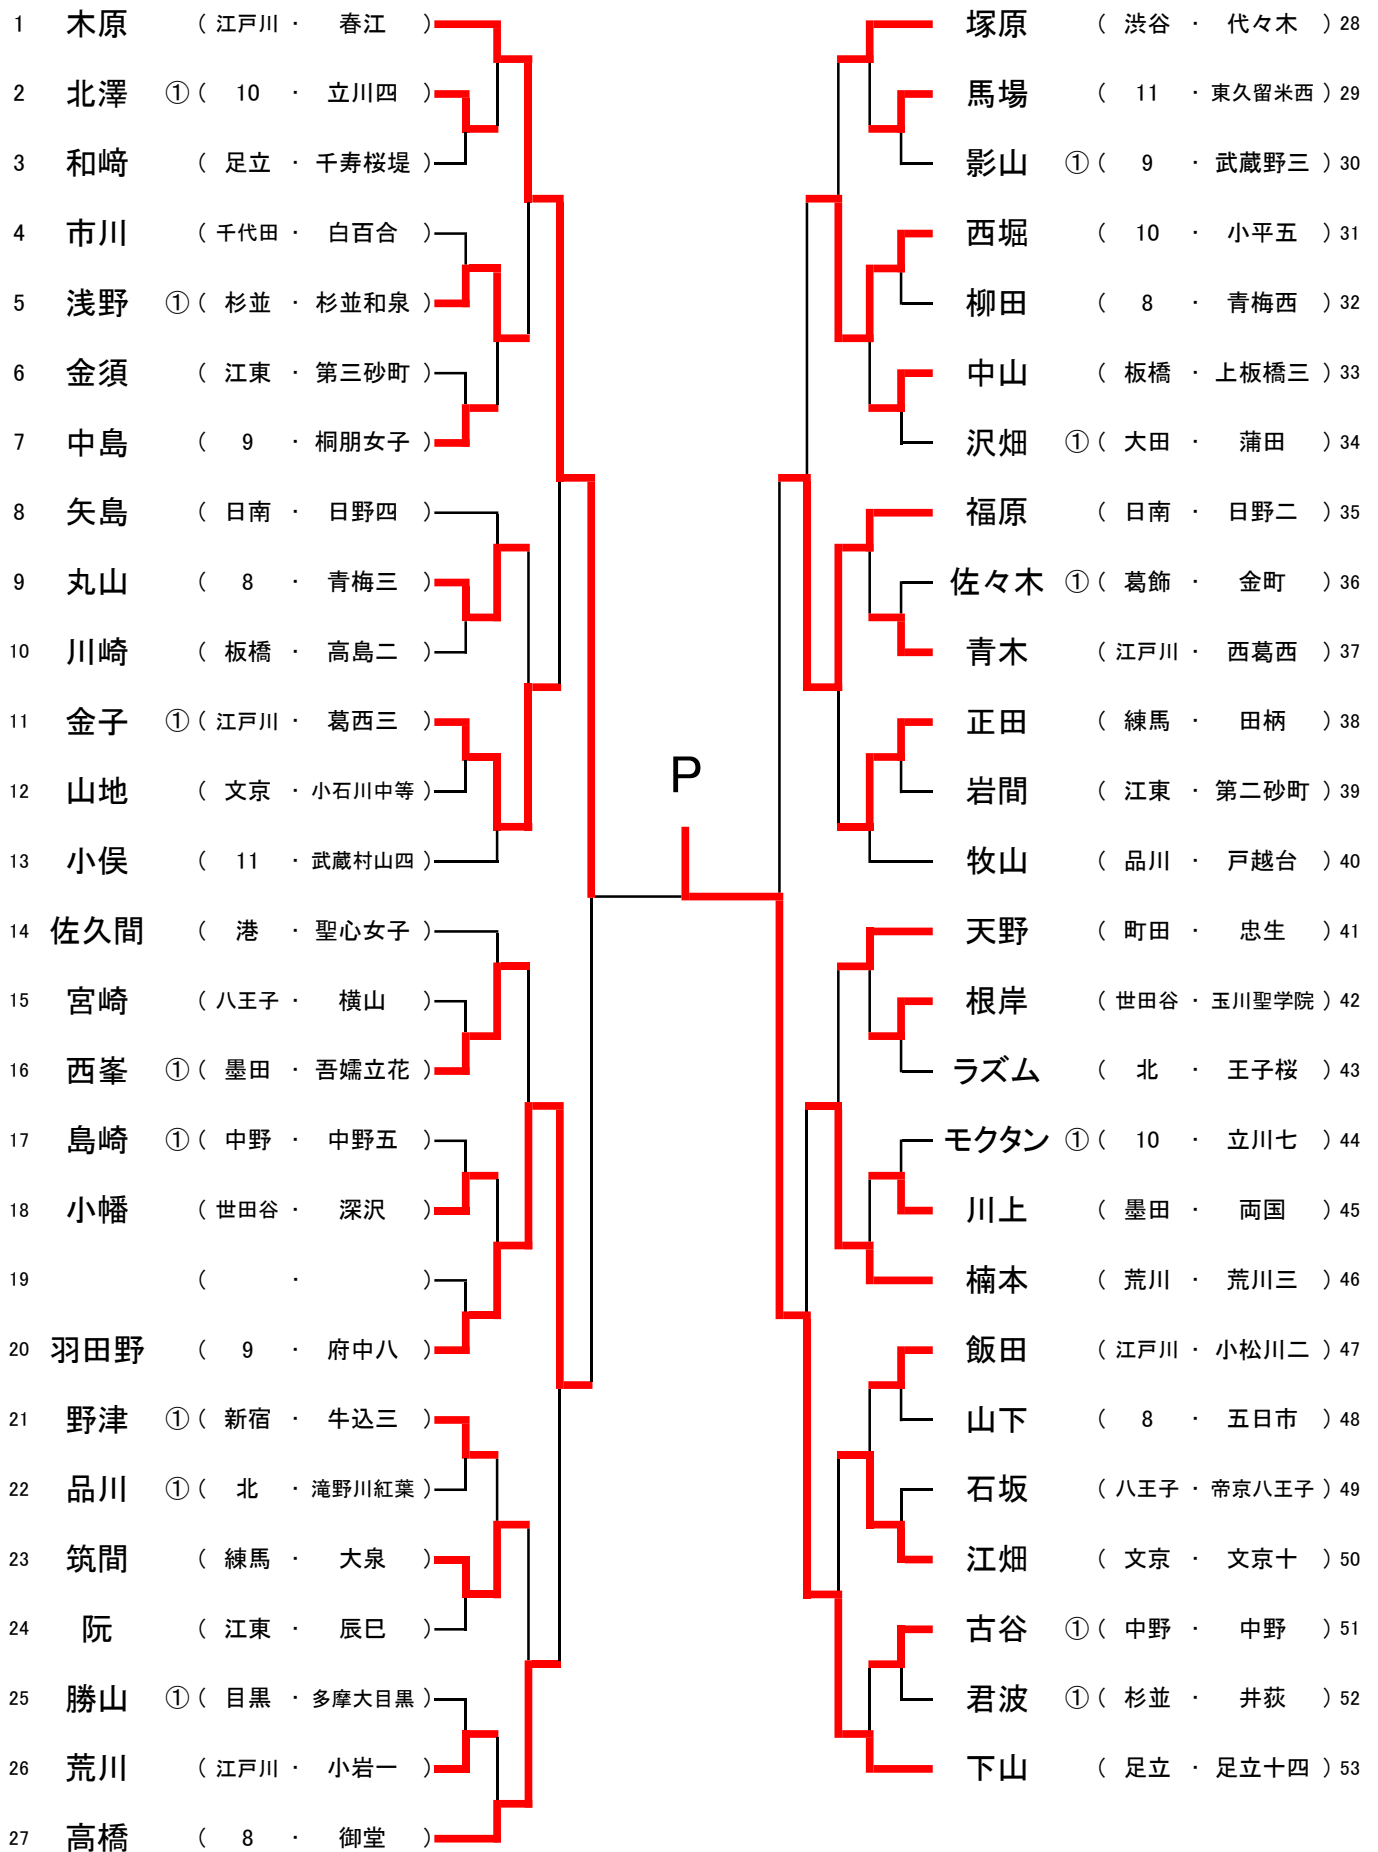 1 木原 ( 江戸川 ・ 春江 )
2 北澤 ① ( 10 ・ 立川四 )
3 和﨑 ( 足立 ・ 千寿桜堤 )
4 市川 ( 千代田 ・ 白百合 )
5 浅野 ① ( 杉並 ・ 杉並和泉 )
6 金須 ( 江東 ・ 第三砂町 )
7 中島 ( 9 ・ 桐朋女子 )
8 矢島 ( 日南 ・ 日野四 )
9 丸山 ( 8 ・ 青梅三 )
10 川崎 ( 板橋 ・ 高島二 )
11 金子 ① ( 江戸川 ・ 葛西三 )
12 山地 ( 文京 ・ 小石川中等 )
13 小俣 ( 11 ・ 武蔵村山四 )
14 佐久間 ( 港 ・ 聖心女子 )
15 宮崎 ( 八王子 ・ 横山 )
16 西峯 ① ( 墨田 ・ 吾嬬立花 )
17 島崎 ① ( 中野 ・ 中野五 )
18 小幡 ( 世田谷 ・ 深沢 )
19 ( ・ )
20 羽田野 ( 9 ・ 府中八 )
21 野津 ① ( 新宿 ・ 牛込三 )
22 品川 ① ( 北 ・ 滝野川紅葉 )
23 筑間 ( 練馬 ・ 大泉 )
24 阮 ( 江東 ・ 辰巳 )
25 勝山 ① ( 目黒 ・ 多摩大目黒 )
26 荒川 ( 江戸川 ・ 小岩一 )
27 高橋 ( 8 ・ 御堂 )
P
塚原 ( 渋谷 ・ 代々木 ) 28
馬場 ( 11 ・ 東久留米西 ) 29
影山 ① ( 9 ・ 武蔵野三 ) 30
西堀 ( 10 ・ 小平五 ) 31
柳田 ( 8 ・ 青梅西 ) 32
中山 ( 板橋 ・ 上板橋三 ) 33
沢畑 ① ( 大田 ・ 蒲田 ) 34
福原 ( 日南 ・ 日野二 ) 35
佐々木 ① ( 葛飾 ・ 金町 ) 36
青木 ( 江戸川 ・ 西葛西 ) 37
正田 ( 練馬 ・ 田柄 ) 38
岩間 ( 江東 ・ 第二砂町 ) 39
牧山 ( 品川 ・ 戸越台 ) 40
天野 ( 町田 ・ 忠生 ) 41
根岸 ( 世田谷 ・ 玉川聖学院 ) 42
ラズム ( 北 ・ 王子桜 ) 43
モクタン ① ( 10 ・ 立川七 ) 44
川上 ( 墨田 ・ 両国 ) 45
楠本 ( 荒川 ・ 荒川三 ) 46
飯田 ( 江戸川 ・ 小松川二 ) 47
山下 ( 8 ・ 五日市 ) 48
石坂 ( 八王子 ・ 帝京八王子 ) 49
江畑 ( 文京 ・ 文京十 ) 50
古谷 ① ( 中野 ・ 中野 ) 51
君波 ① ( 杉並 ・ 井荻 ) 52
下山 ( 足立 ・ 足立十四 ) 53